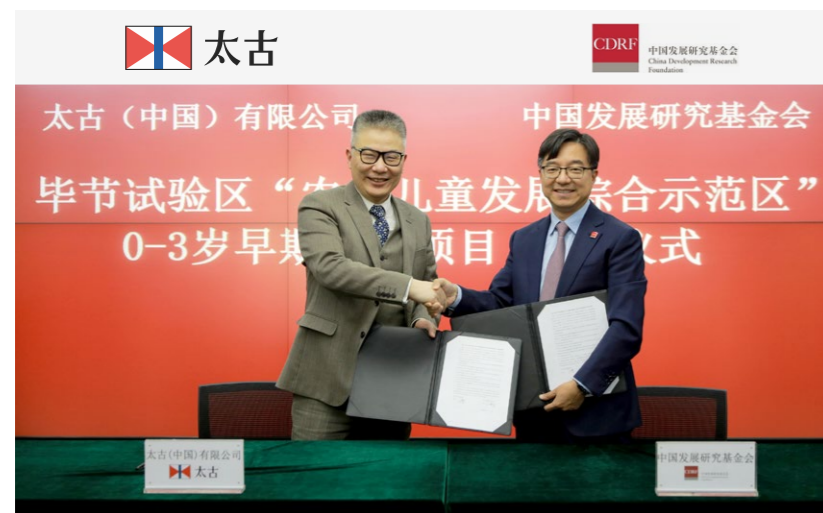 太古
CDRF
中国发展研究基金会
China Development Research
Foundation
太古（中国）有限公司
中国发展研究基金会
毕节试验区“农 儿童发展综合示范区”
0-3岁早期 项目 仪式
太古(中国)有限公司
太古
中国发展研究基金会